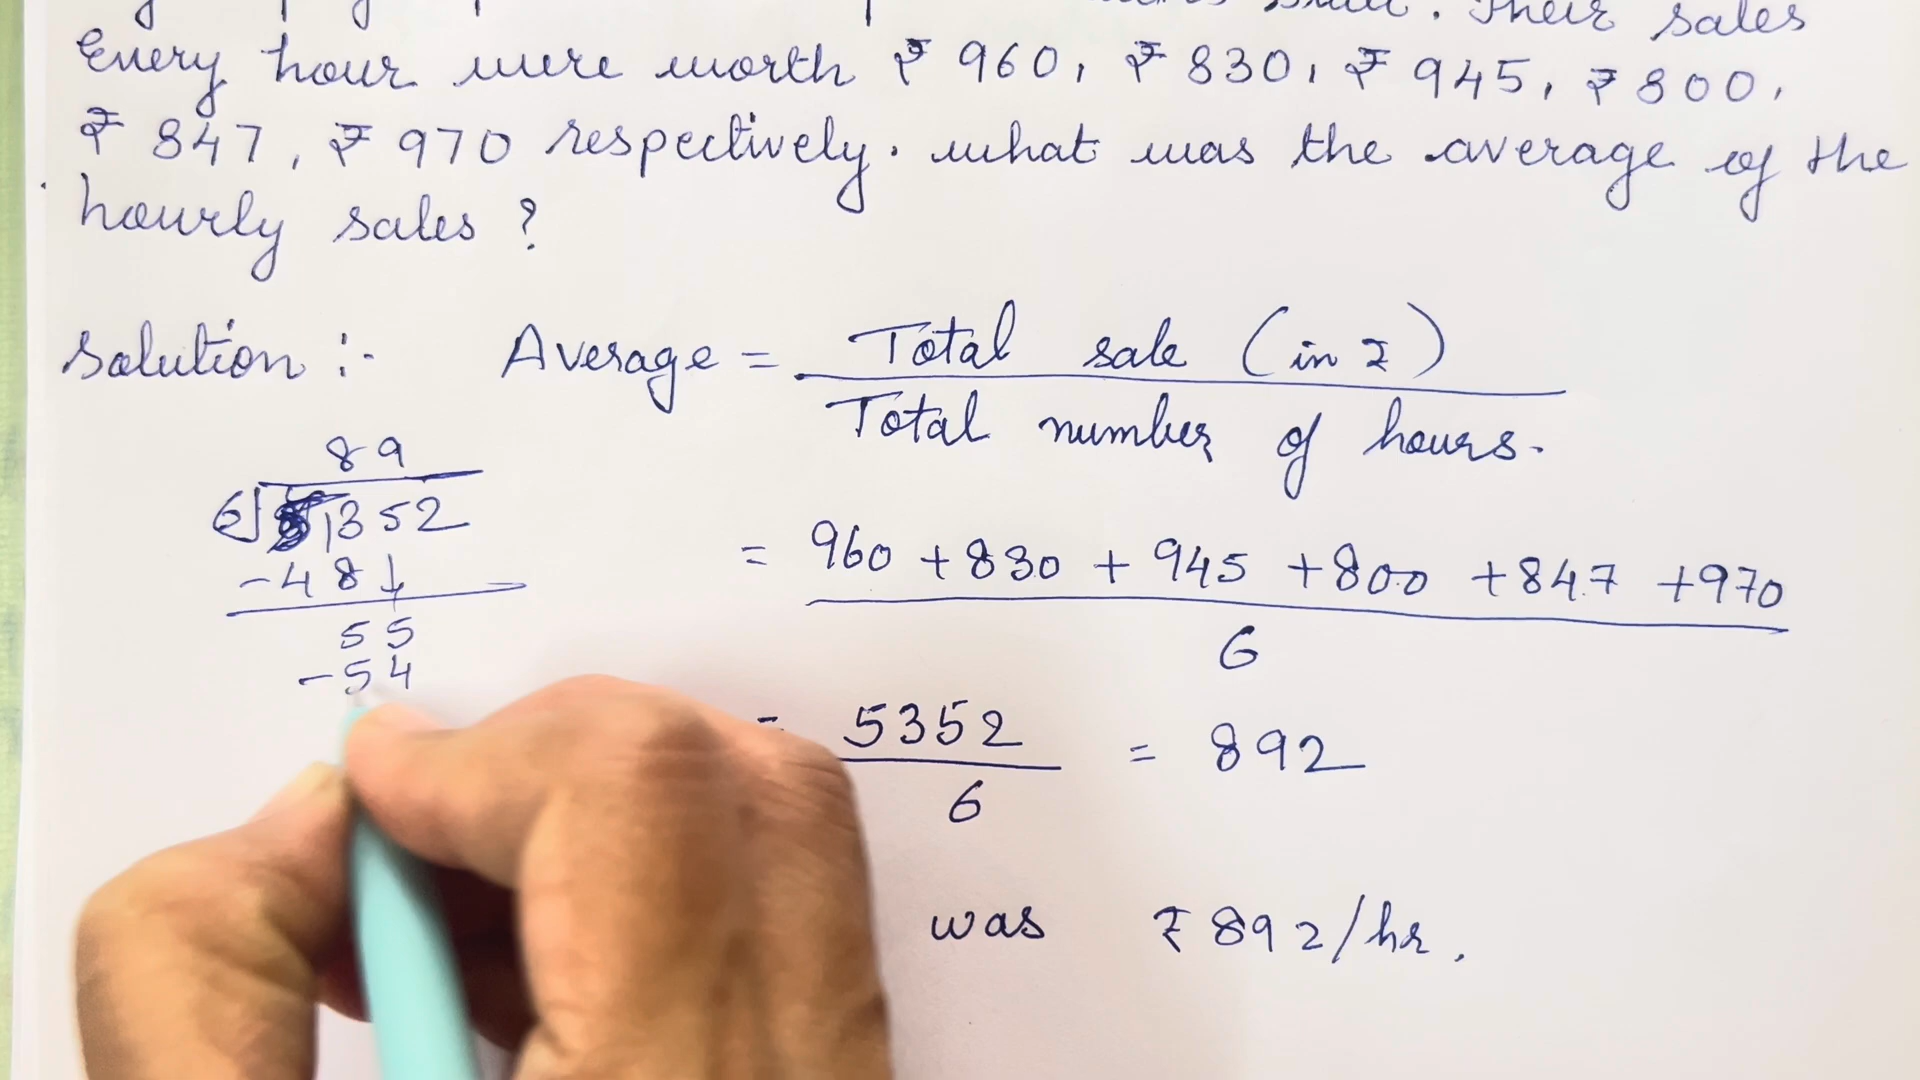 Their sales
Every hour were worth ₹ 960, ₹ 830, ₹ 945, ₹ 800,
₹ 847, ₹ 970 respectively. what was the average of the
hourly sales ?
Solution :- Average = Total sale (in ₹)
Total number of hours.
= 960 + 830 + 945 + 800 + 847 + 970
6
= 5352 = 892
6
was ₹ 892/hr.
89
6 5352
- 48↓
55
- 54